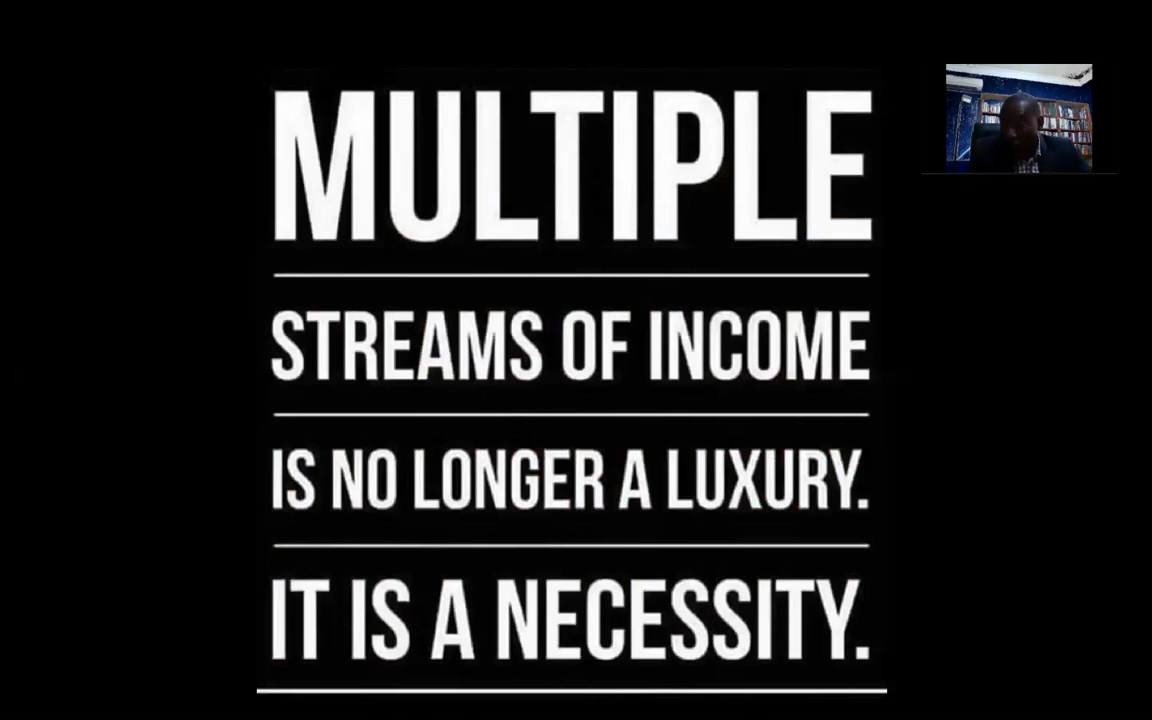 MULTIPLE
STREAMS OF INCOME
IS NO LONGER A LUXURY.
IT IS A NECESSITY.